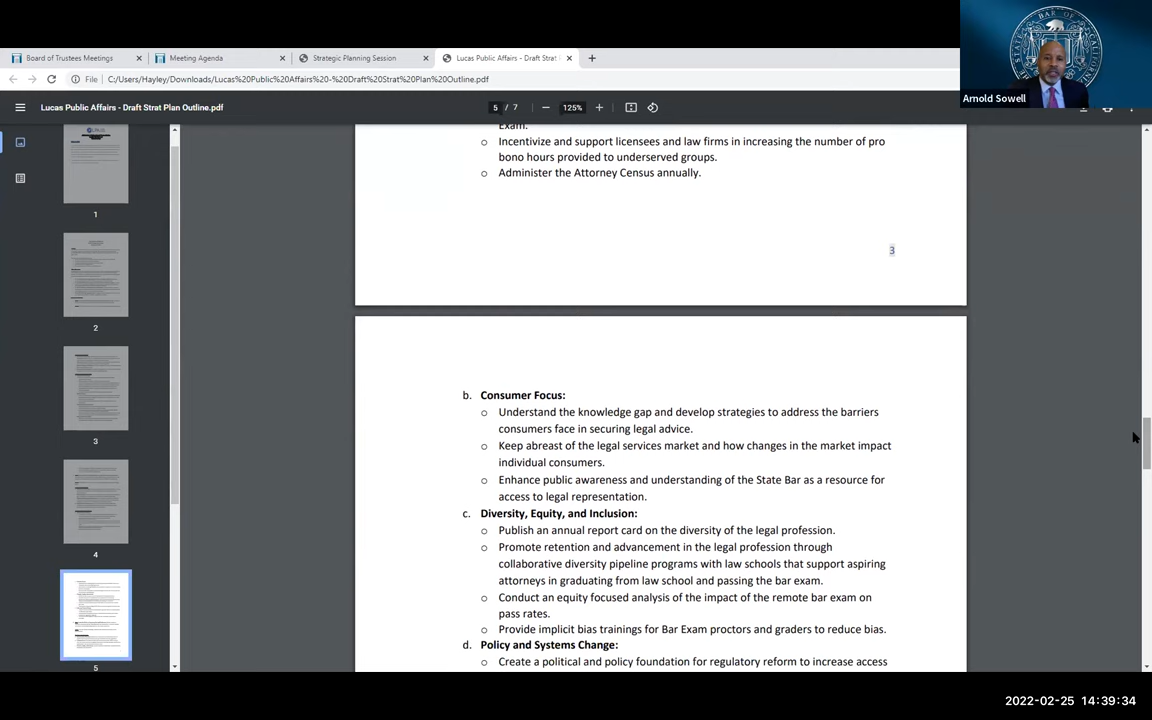 Board of Trustees Meetings
Meeting Agenda
Strategic Planning Session
Lucas Public Affairs - Draft Strat
File C:/Users/Hayley/Downloads/Lucas%20Public%20Affairs%20-%20Draft%20Strat%20Plan%20Outline.pdf
STATE BAR OF CALIFORNIA
Arnold Sowell
Lucas Public Affairs - Draft Strat Plan Outline.pdf
5 / 7
125%
1
2
3
4
5
Exam.
Incentivize and support licensees and law firms in increasing the number of pro
bono hours provided to underserved groups.
Administer the Attorney Census annually.
3
b. Consumer Focus:
Understand the knowledge gap and develop strategies to address the barriers
consumers face in securing legal advice.
Keep abreast of the legal services market and how changes in the market impact
individual consumers.
Enhance public awareness and understanding of the State Bar as a resource for
access to legal representation.
c. Diversity, Equity, and Inclusion:
Publish an annual report card on the diversity of the legal profession.
Promote retention and advancement in the legal profession through
collaborative diversity pipeline programs with law schools that support aspiring
attorneys in graduating from law school and passing the bar exam.
Conduct an equity focused analysis of the impact of the remote bar exam on
pass rates.
Provide implicit bias trainings for Bar Exam proctors and graders to reduce bias.
d. Policy and Systems Change:
Create a political and policy foundation for regulatory reform to increase access
2022-02-25 14:39:34